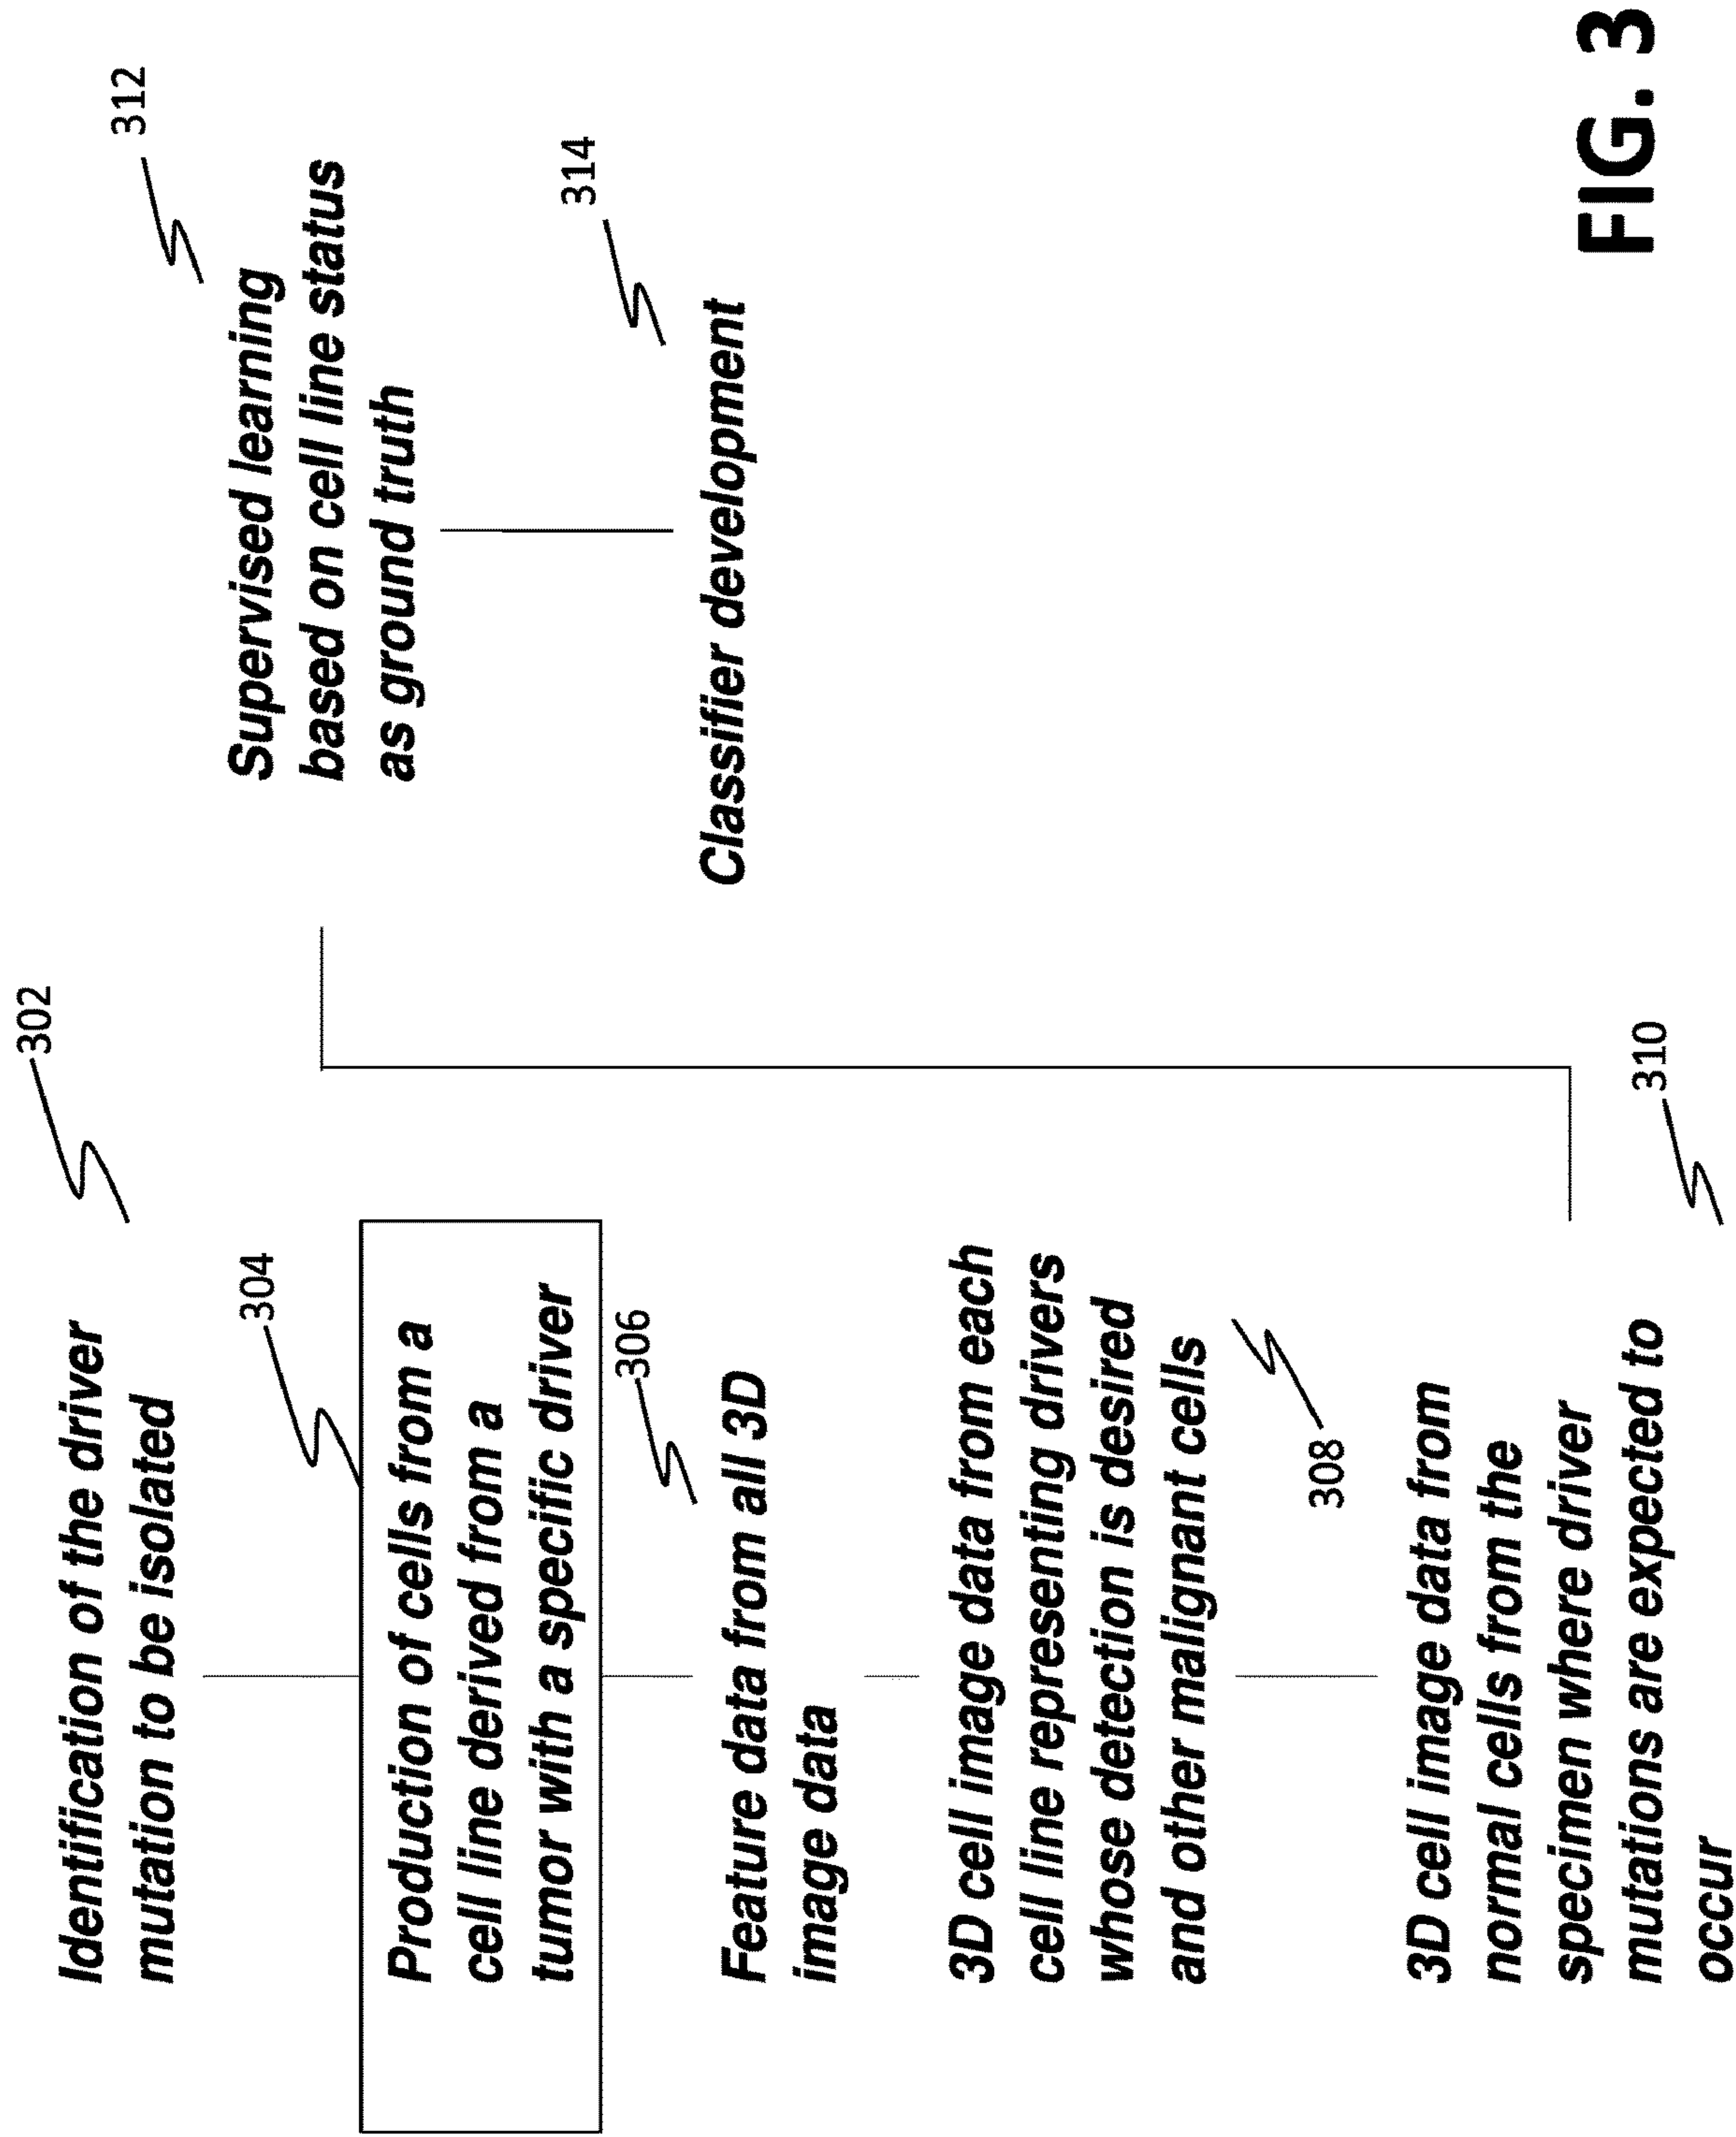 302
Identification of the driver
mutation to be isolated
304
Production of cells from a
cell line derived from a
tumor with a specific driver
306
Feature data from all 3D
image data
3D cell image data from each
cell line representing drivers
whose detection is desired
and other malignant cells
308
3D cell image data from
normal cells from the
specimen where driver
mutations are expected to
occur
310
312
Supervised learning
based on cell line status
as ground truth
314
Classifier development
FIG. 3